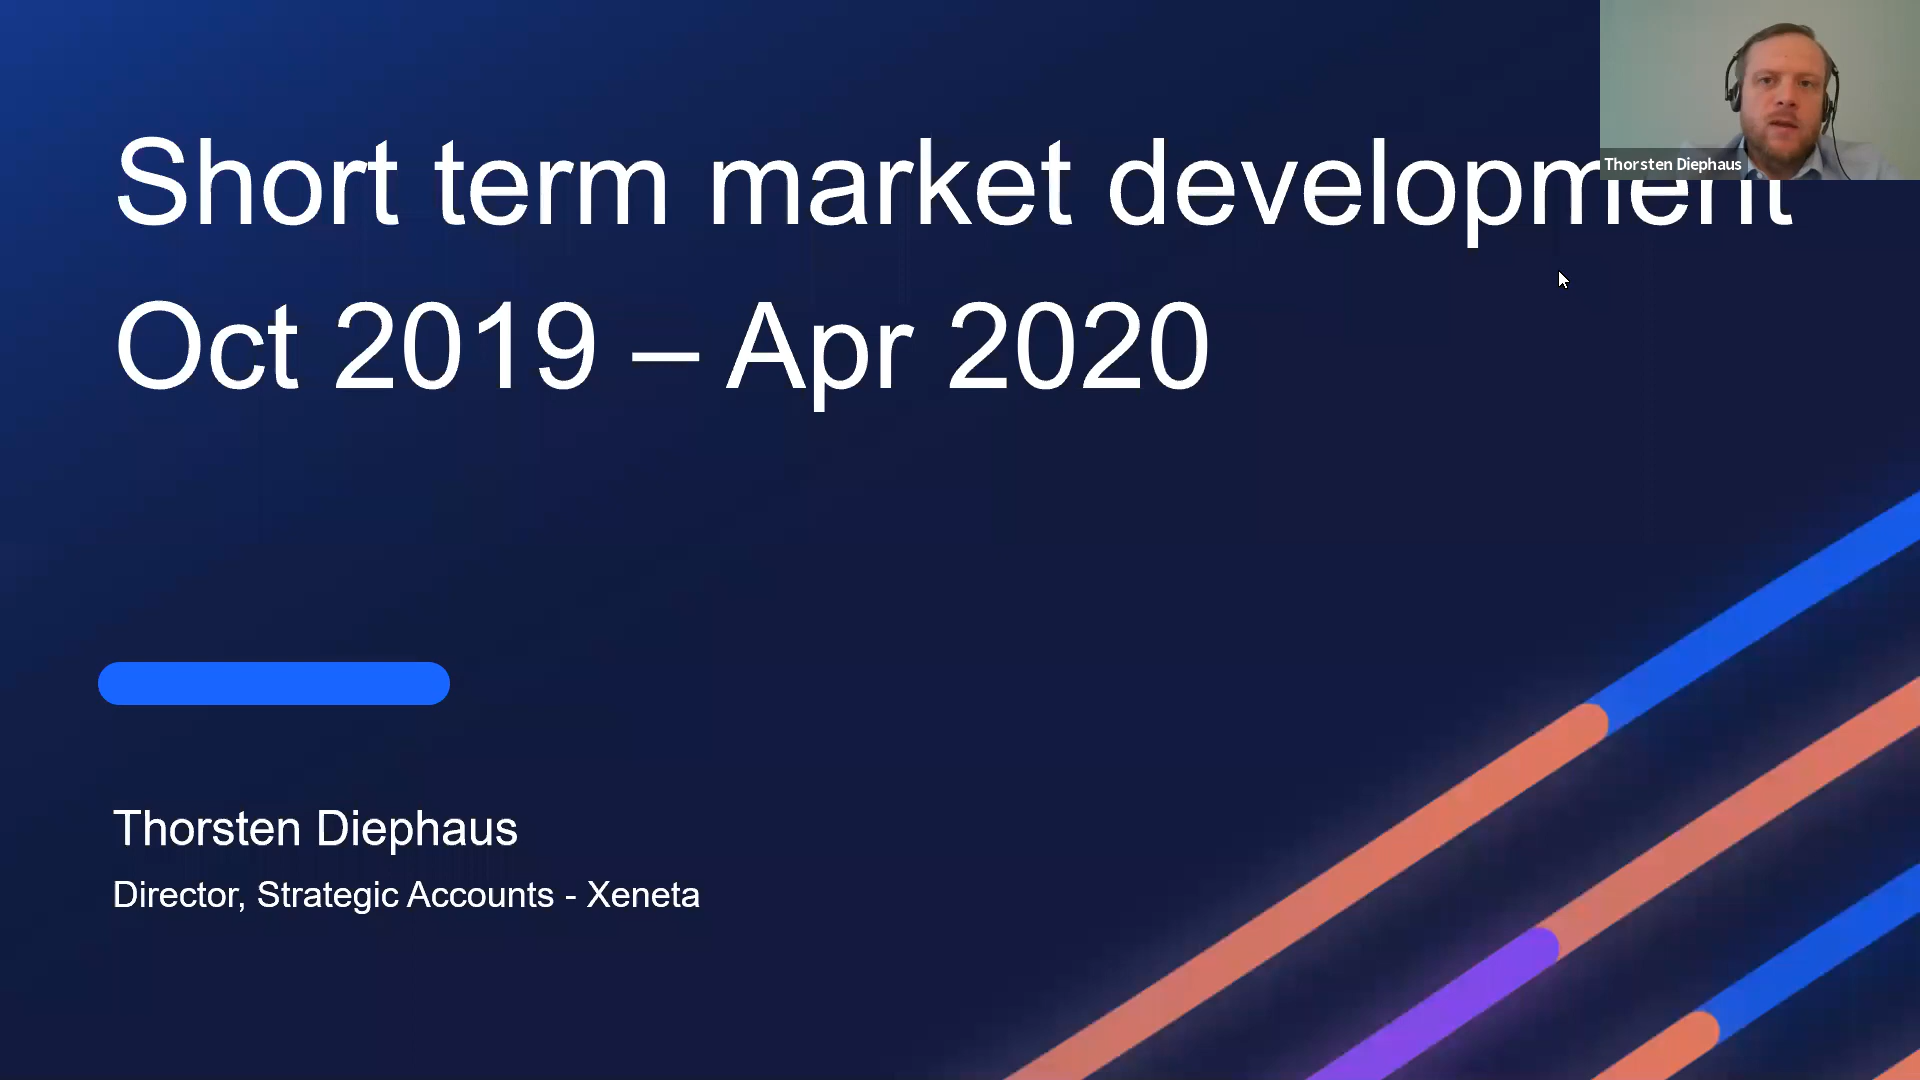 Short term market development
Oct 2019 – Apr 2020
Thorsten Diephaus
Thorsten Diephaus
Director, Strategic Accounts - Xeneta